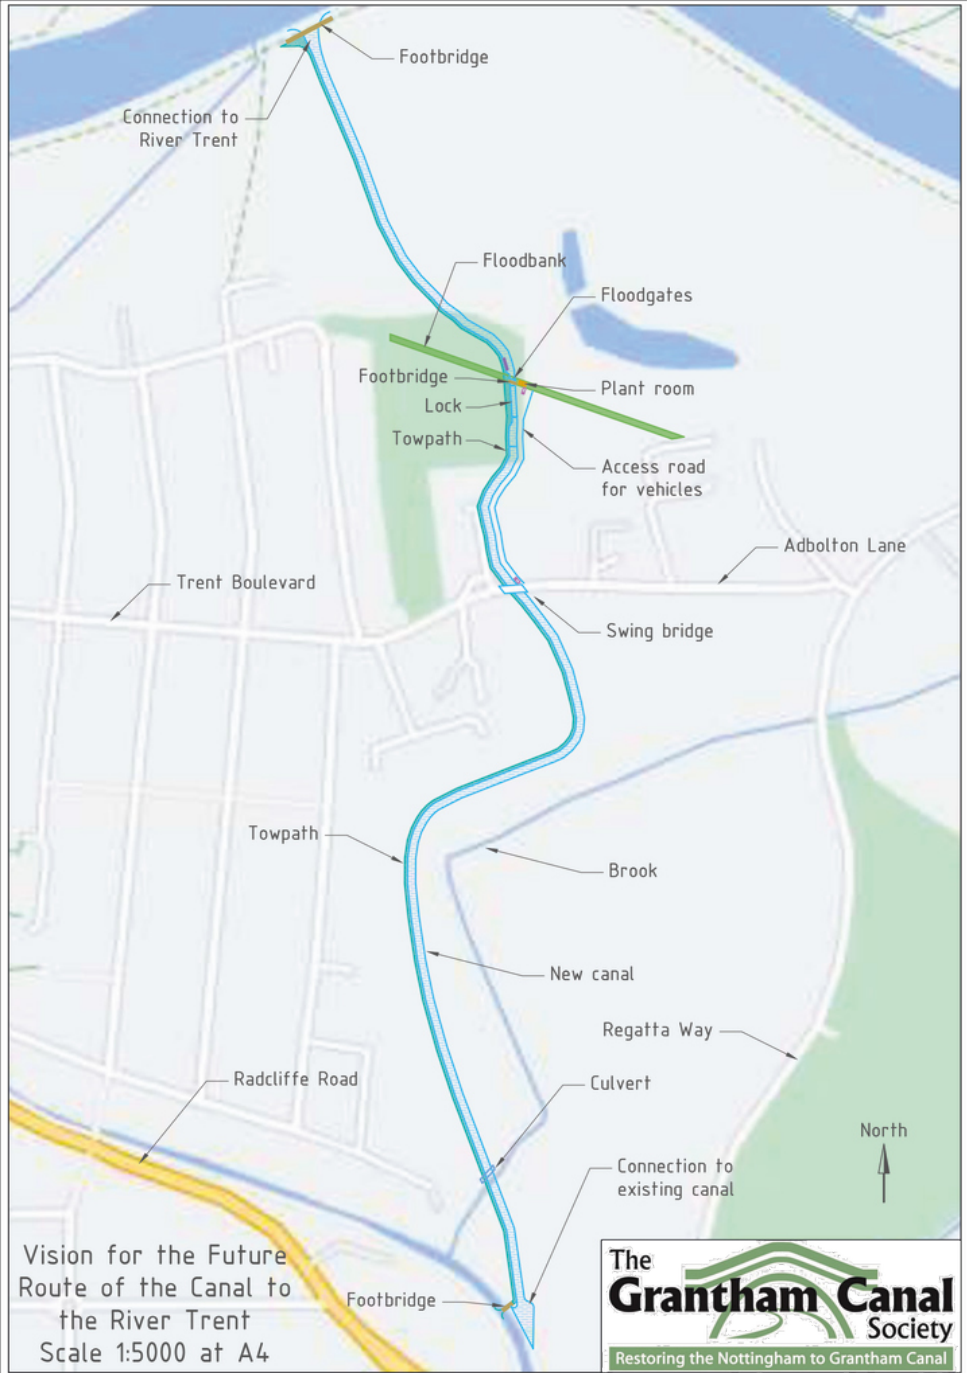 Footbridge
Connection to
River Trent
Floodbank
Floodgates
Footbridge
Plant room
Lock
Towpath
Access road
for vehicles
Adbolton Lane
Trent Boulevard
Swing bridge
Towpath
Brook
New canal
Regatta Way
Radcliffe Road
Culvert
North
Connection to
existing canal
Footbridge
Vision for the Future
Route of the Canal to
the River Trent
Scale 1:5000 at A4
The
Grantham Canal
Society
Restoring the Nottingham to Grantham Canal